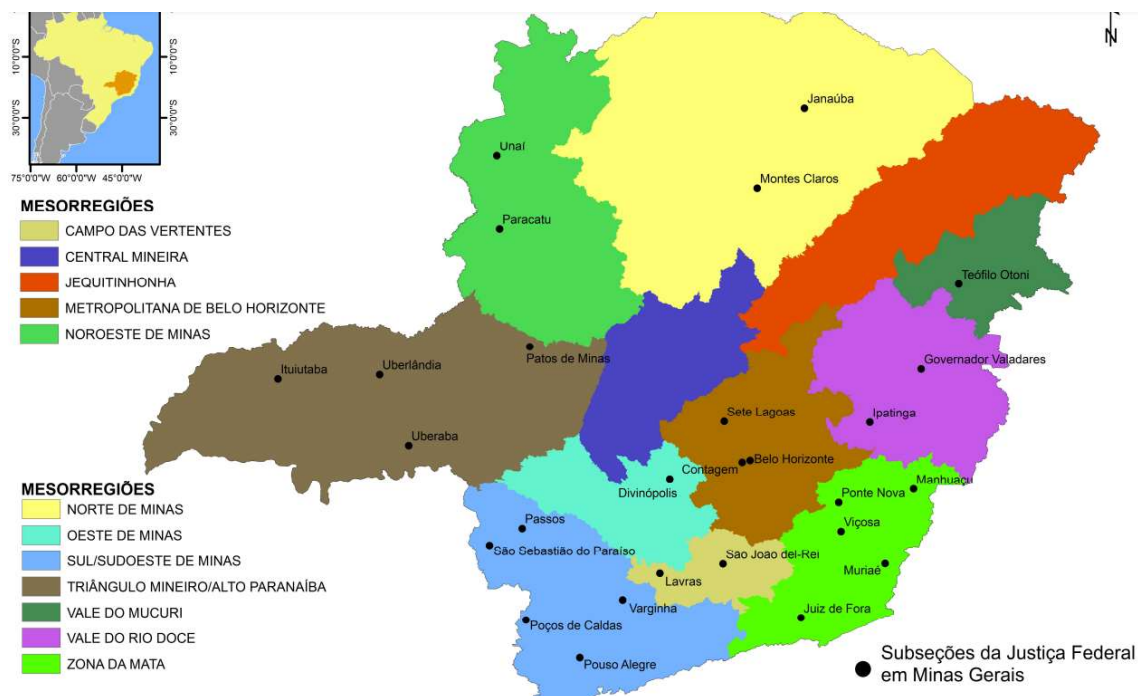 N
10°0'0"S
30°0'0"S
10°0'0"S
30°0'0"S
75°0'0"W 60°0'0"W 45°0'0"W
MESORREGIÕES
CAMPO DAS VERTENTES
CENTRAL MINEIRA
JEQUITINHONHA
METROPOLITANA DE BELO HORIZONTE
NOROESTE DE MINAS
MESORREGIÕES
NORTE DE MINAS
OESTE DE MINAS
SUL/SUDOESTE DE MINAS
TRIÂNGULO MINEIRO/ALTO PARANAÍBA
VALE DO MUCURI
VALE DO RIO DOCE
ZONA DA MATA
Janaúba
Unaí
Montes Claros
Paracatu
Teófilo Otoni
Patos de Minas
Ituiutaba
Uberlândia
Governador Valadares
Sete Lagoas
Ipatinga
Uberaba
Contagem
Belo Horizonte
Divinópolis
Manhuaçu
Ponte Nova
Passos
Viçosa
São Sebastião do Paraíso
São João del-Rei
Muriaé
Lavras
Varginha
Juiz de Fora
Poços de Caldas
Pouso Alegre
Subseções da Justiça Federal
em Minas Gerais